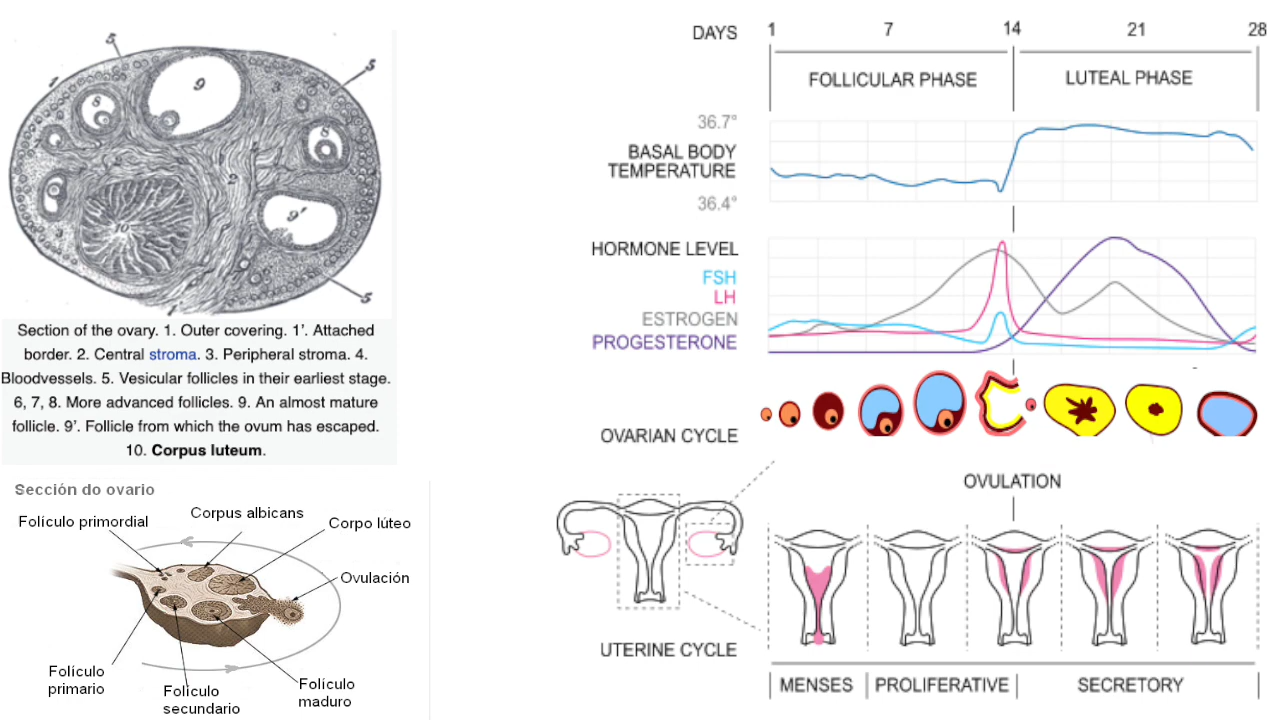 5
5
1
9
3
8
8
7
2
6
9'
10
3
5
1'
Section of the ovary. 1. Outer covering. 1’. Attached
border. 2. Central stroma. 3. Peripheral stroma. 4.
Bloodvessels. 5. Vesicular follicles in their earliest stage.
6, 7, 8. More advanced follicles. 9. An almost mature
follicle. 9’. Follicle from which the ovum has escaped.
10. Corpus luteum.
Sección do ovario
Folículo primordial
Corpus albicans
Corpo lúteo
Ovulación
Folículo
primario
Folículo
secundario
Folículo
maduro
DAYS 1 7 14 21 28
FOLLICULAR PHASE LUTEAL PHASE
36.7°
BASAL BODY
TEMPERATURE
36.4°
HORMONE LEVEL
FSH
LH
ESTROGEN
PROGESTERONE
OVARIAN CYCLE
OVULATION
UTERINE CYCLE
MENSES PROLIFERATIVE SECRETORY